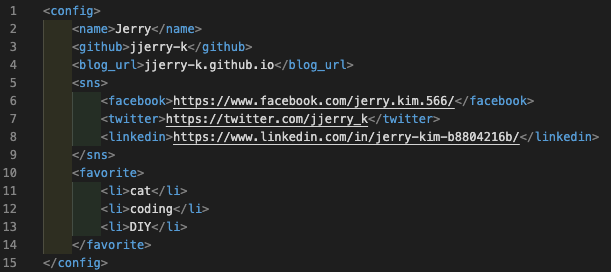 1 <config>
2 <name>Jerry</name>
3 <github>jjerry-k</github>
4 <blog_url>jjerry-k.github.io</blog_url>
5 <sns>
6 <facebook>https://www.facebook.com/jerry.kim.566/</facebook>
7 <twitter>https://twitter.com/jjerry_k</twitter>
8 <linkedin>https://www.linkedin.com/in/jerry-kim-b8804216b/</linkedin>
9 </sns>
10 <favorite>
11 <li>cat</li>
12 <li>coding</li>
13 <li>DIY</li>
14 </favorite>
15 </config>